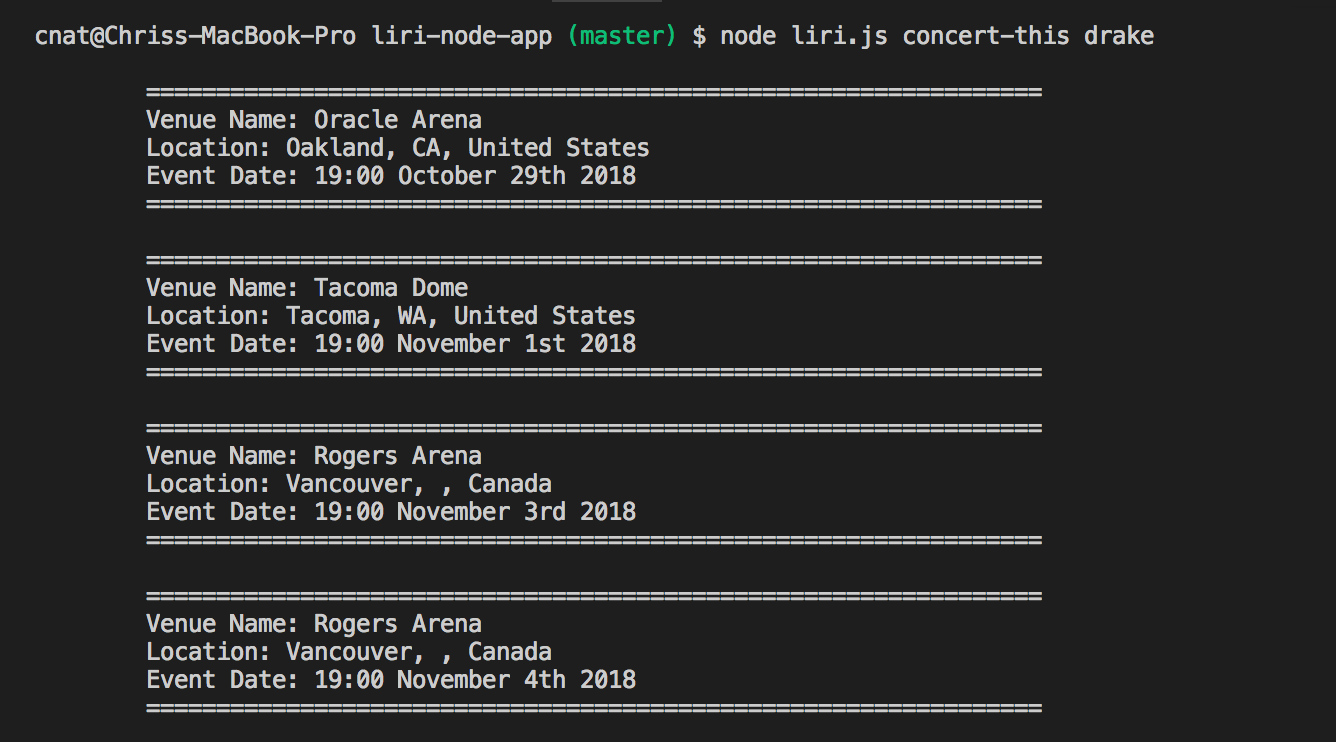 cnat@Chriss-MacBook-Pro liri-node-app (master) $ node liri.js concert-this drake
================================================================
Venue Name: Oracle Arena
Location: Oakland, CA, United States
Event Date: 19:00 October 29th 2018
================================================================
================================================================
Venue Name: Tacoma Dome
Location: Tacoma, WA, United States
Event Date: 19:00 November 1st 2018
================================================================
================================================================
Venue Name: Rogers Arena
Location: Vancouver, , Canada
Event Date: 19:00 November 3rd 2018
================================================================
================================================================
Venue Name: Rogers Arena
Location: Vancouver, , Canada
Event Date: 19:00 November 4th 2018
================================================================